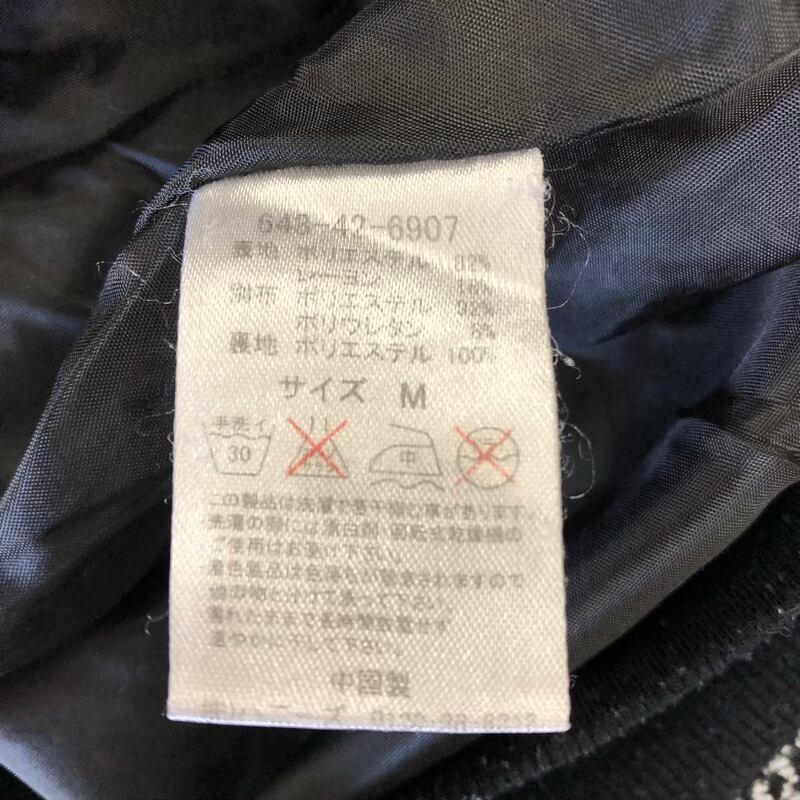 648-42-6907
表地 ポリエステル 82%
レーヨン 18%
別布 ポリエステル 92%
ポリウレタン 8%
裏地 ポリエステル 100%
サイズ M
手洗イ
30
中
この製品は洗濯で若干縮む事があります。
洗濯の際には漂白剤、回転式乾燥機の
ご使用はお避け下さい。
着色製品は色落ちが想定されますので
他の物と分けて洗って下さい。
濡れたままで長時間放置せず
速やかに干して下さい。
中国製